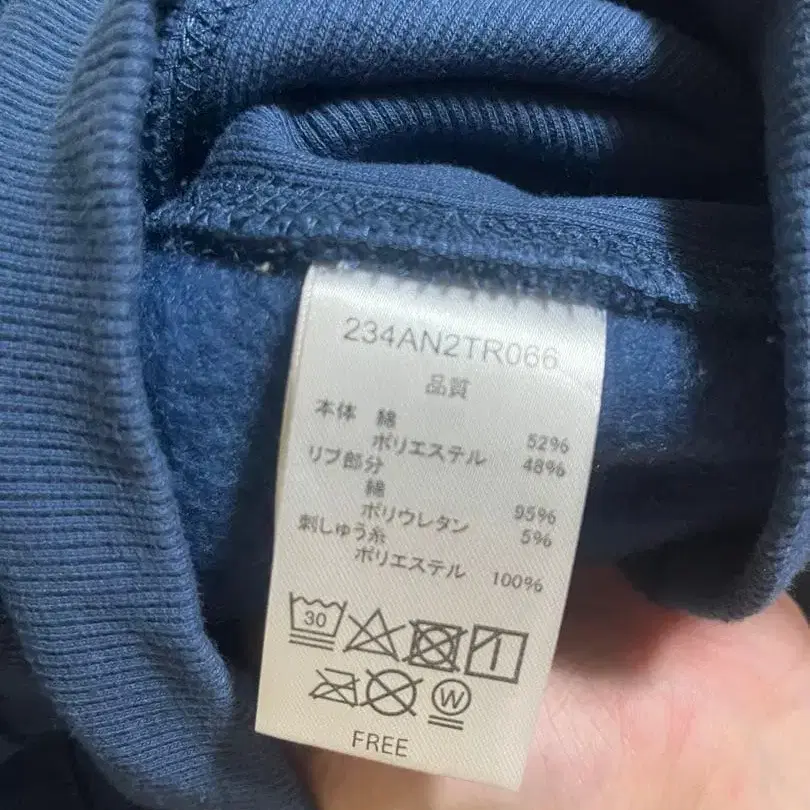 234AN2TR066
品質
本体 綿 52%
ポリエステル 48%
リブ部分
綿 95%
ポリウレタン 5%
刺しゅう糸
ポリエステル 100%
30
W
FREE